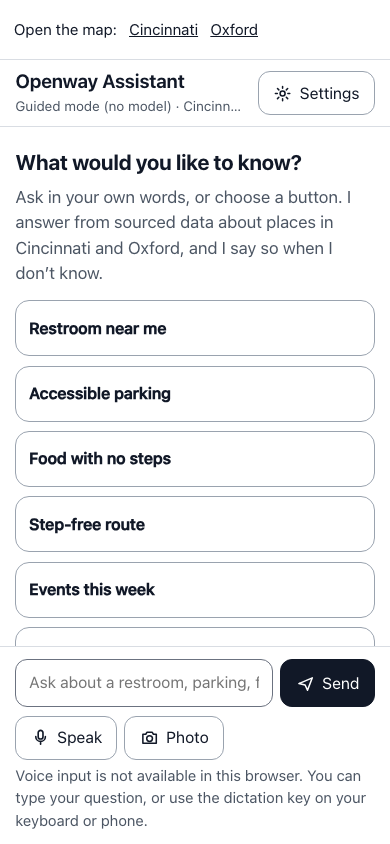 Open the map: Cincinnati Oxford
Openway Assistant
Guided mode (no model) · Cincinn...
Settings
What would you like to know?
Ask in your own words, or choose a button. I
answer from sourced data about places in
Cincinnati and Oxford, and I say so when I
don’t know.
Restroom near me
Accessible parking
Food with no steps
Step-free route
Events this week
Ask about a restroom, parking, f
Send
Speak
Photo
Voice input is not available in this browser. You can
type your question, or use the dictation key on your
keyboard or phone.